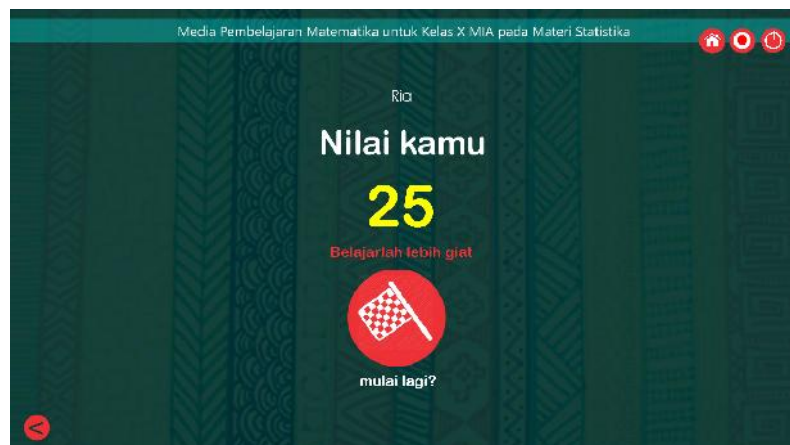 Media Pembelajaran Matematika untuk Kelas X MIA pada Materi Statistika
Ria
Nilai kamu
25
Belajarlah lebih giat
mulai lagi?
<